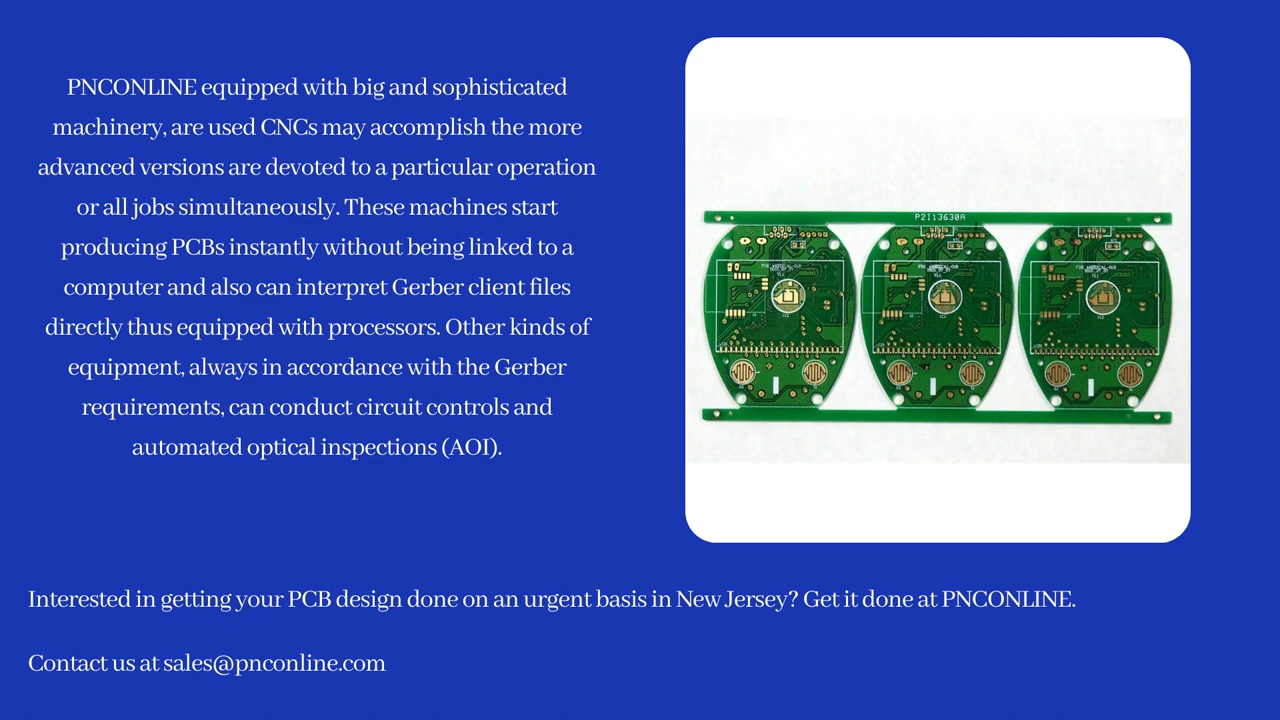 PNCONLINE equipped with big and sophisticated
machinery, are used CNCs may accomplish the more
advanced versions are devoted to a particular operation
or all jobs simultaneously. These machines start
producing PCBs instantly without being linked to a
computer and also can interpret Gerber client files
directly thus equipped with processors. Other kinds of
equipment, always in accordance with the Gerber
requirements, can conduct circuit controls and
automated optical inspections (AOI).
P2I13630A
Interested in getting your PCB design done on an urgent basis in New Jersey? Get it done at PNCONLINE.
Contact us at sales@pnconline.com